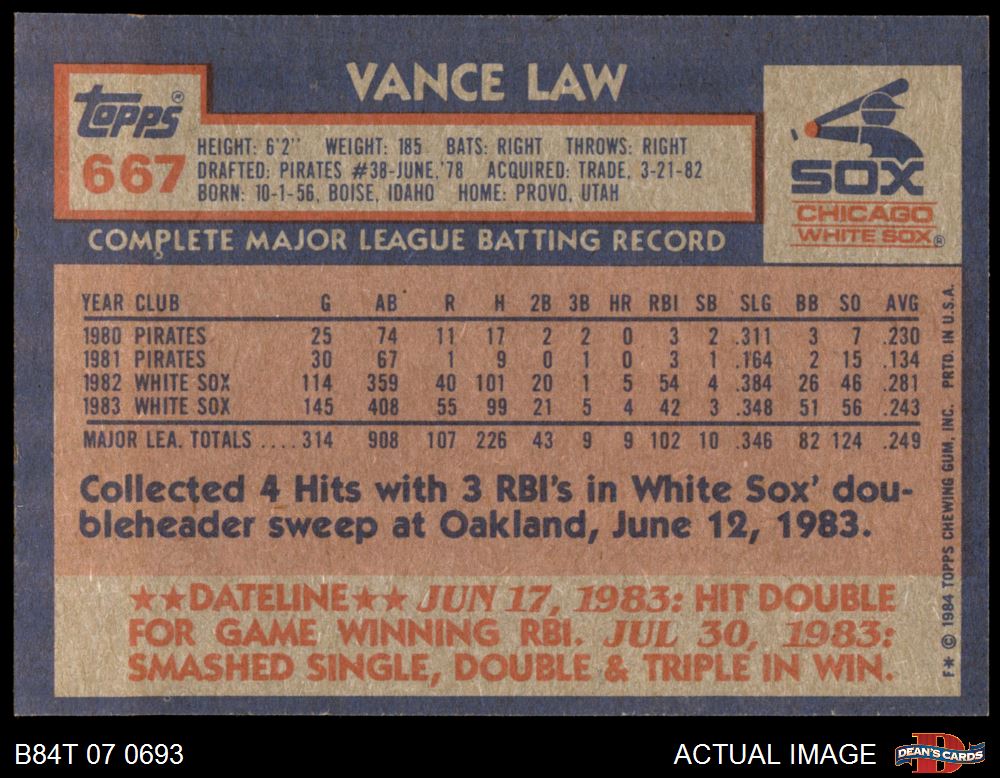 VANCE LAW
TOPPS®
667
HEIGHT: 6'2" WEIGHT: 185 BATS: RIGHT THROWS: RIGHT
DRAFTED: PIRATES #38-JUNE,'78 ACQUIRED: TRADE, 3-21-82
BORN: 10-1-56, BOISE, IDAHO HOME: PROVO, UTAH
SOX
CHICAGO
WHITE SOX®
COMPLETE MAJOR LEAGUE BATTING RECORD
YEAR CLUB G AB R H 2B 3B HR RBI SB SLG BB SO AVG
1980 PIRATES 25 74 11 17 2 2 0 3 2 .311 3 7 .230
1981 PIRATES 30 67 1 9 0 1 0 3 1 .164 2 15 .134
1982 WHITE SOX 114 359 40 101 20 1 5 54 4 .384 26 46 .281
1983 WHITE SOX 145 408 55 99 21 5 4 42 3 .348 51 56 .243
MAJOR LEA. TOTALS ....314 908 107 226 43 9 9 102 10 .346 82 124 .249
Collected 4 Hits with 3 RBI's in White Sox' dou-
bleheader sweep at Oakland, June 12, 1983.
★★DATELINE★★ JUN 17, 1983: HIT DOUBLE
FOR GAME WINNING RBI. JUL 30, 1983:
SMASHED SINGLE, DOUBLE & TRIPLE IN WIN.
F★ © 1984 TOPPS CHEWING GUM, INC. PRTD. IN U.S.A.
B84T 07 0693
ACTUAL IMAGE
DEAN'S CARDS